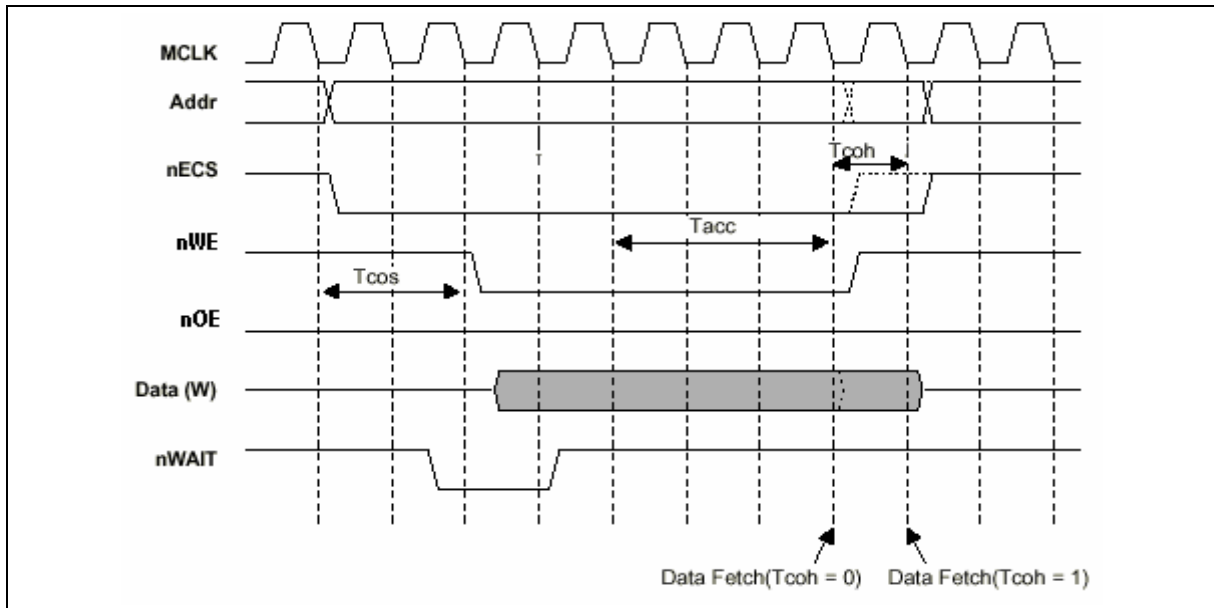 MCLK
Addr
T
Tcoh
nECS
nWE
Tacc
Tcos
nOE
Data (W)
nWAIT
Data Fetch(Tcoh = 0) Data Fetch(Tcoh = 1)